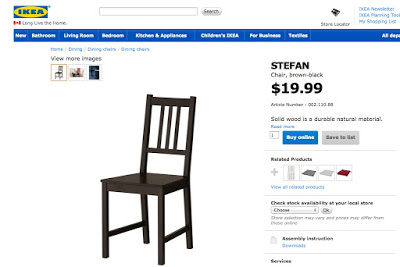 IKEA
Long Live the Home.
Search
Store Locator
IKEA Newsletter
IKEA Planning Tools
What's
New
Bathroom
Bedroom
Living Room
Dining
Kitchen & Appliances
Children's IKEA
For Business
Textiles
All dep
Home / Dining / Dining chairs / Dining chairs
View more images
STEFAN
Chair, brown-black
$19.99
Article Number : 002.110.88
Solid wood is a durable natural material.
Read more
1
Buy online
Save to list
Related Products
View all related products
Check stock availability at your local store
Choose
Ok
Store selection may vary and prices may differ from
those online
Assembly instruction
Downloads
Services